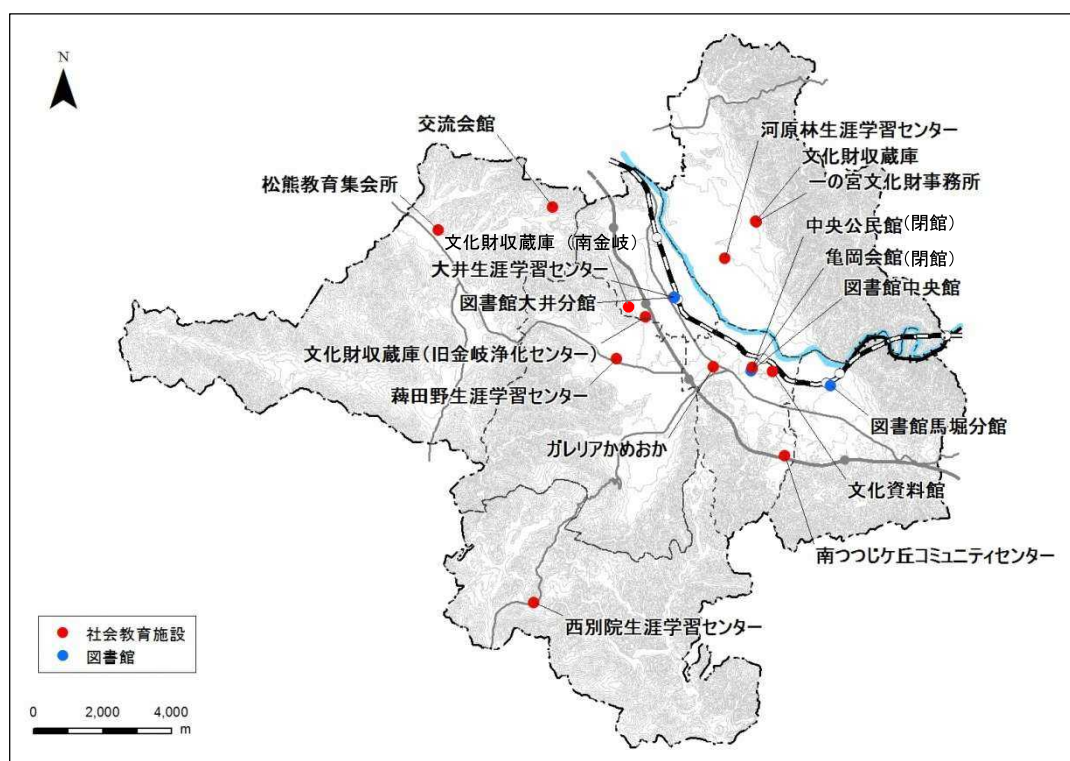 N
交流会館
河原林生涯学習センター
文化財収蔵庫
一の宮文化財事務所
松熊教育集会所
中央公民館(閉館)
文化財収蔵庫（南金岐）
亀岡会館(閉館)
大井生涯学習センター
図書館中央館
図書館大井分館
文化財収蔵庫(旧金岐浄化センター)
薭田野生涯学習センター
図書館馬堀分館
ガレリアかめおか
文化資料館
南つつじケ丘コミュニティセンター
西別院生涯学習センター
社会教育施設
図書館
0 2,000 4,000
m